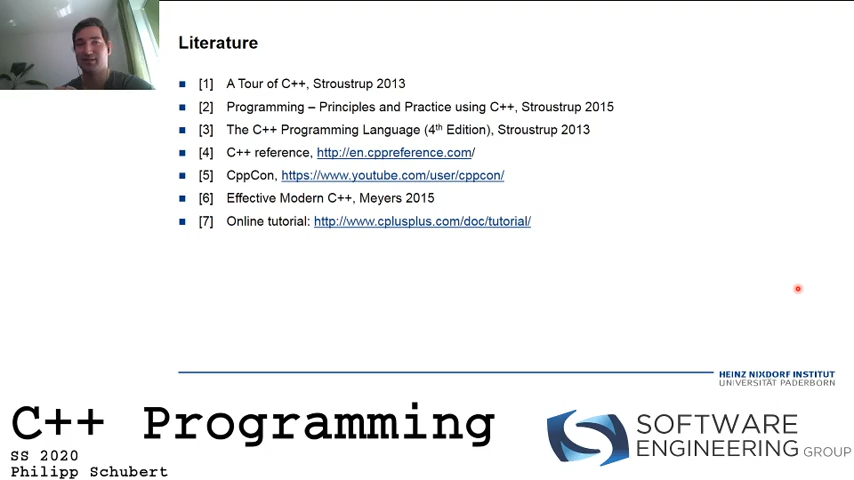 Literature
[1] A Tour of C++, Stroustrup 2013
[2] Programming – Principles and Practice using C++, Stroustrup 2015
[3] The C++ Programming Language (4th Edition), Stroustrup 2013
[4] C++ reference, http://en.cppreference.com/
[5] CppCon, https://www.youtube.com/user/cppcon/
[6] Effective Modern C++, Meyers 2015
[7] Online tutorial: http://www.cplusplus.com/doc/tutorial/
HEINZ NIXDORF INSTITUT
UNIVERSITÄT PADERBORN
C++ Programming
SS 2020
Philipp Schubert
SOFTWARE
ENGINEERING GROUP